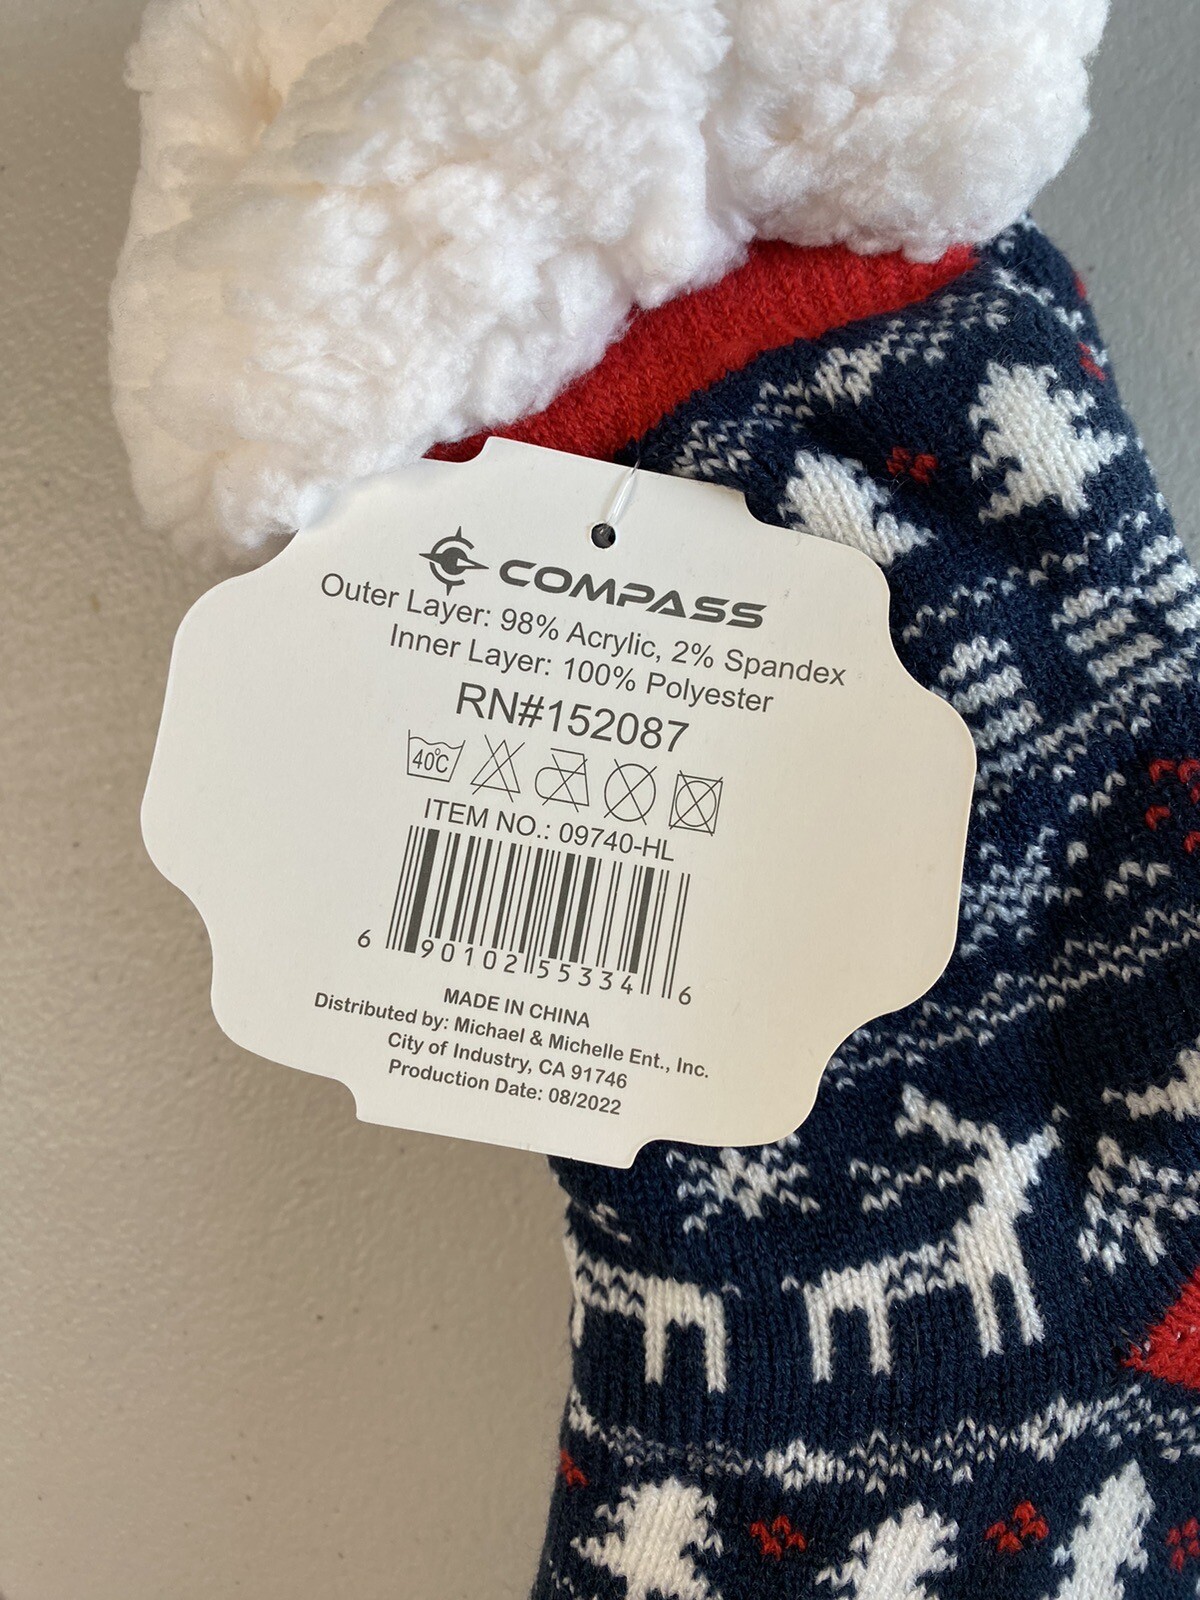 COMPASS
Outer Layer: 98% Acrylic, 2% Spandex
Inner Layer: 100% Polyester
RN#152087
40°C
ITEM NO.: 09740-HL
6 90102 55334 6
MADE IN CHINA
Distributed by: Michael & Michelle Ent., Inc.
City of Industry, CA 91746
Production Date: 08/2022